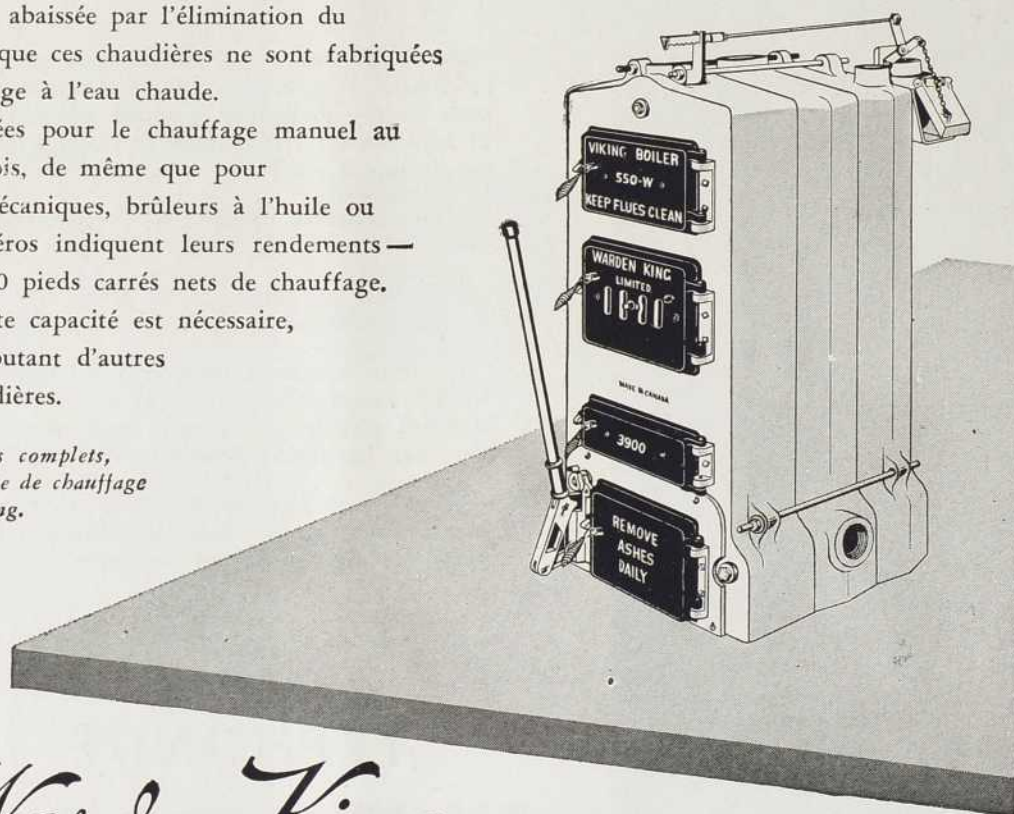 abaissée par l'élimination du
que ces chaudières ne sont fabriquées
ge à l'eau chaude.
ées pour le chauffage manuel au
is, de même que pour
écaniques, brûleurs à l'huile ou
éros indiquent leurs rendements —
0 pieds carrés nets de chauffage.
te capacité est nécessaire,
outant d'autres
lières.
s complets,
e de chauffage
ng.
VIKING BOILER
550-W
KEEP FLUES CLEAN
WARDEN KING
LIMITED
MADE IN CANADA
3900
REMOVE
ASHES
DAILY